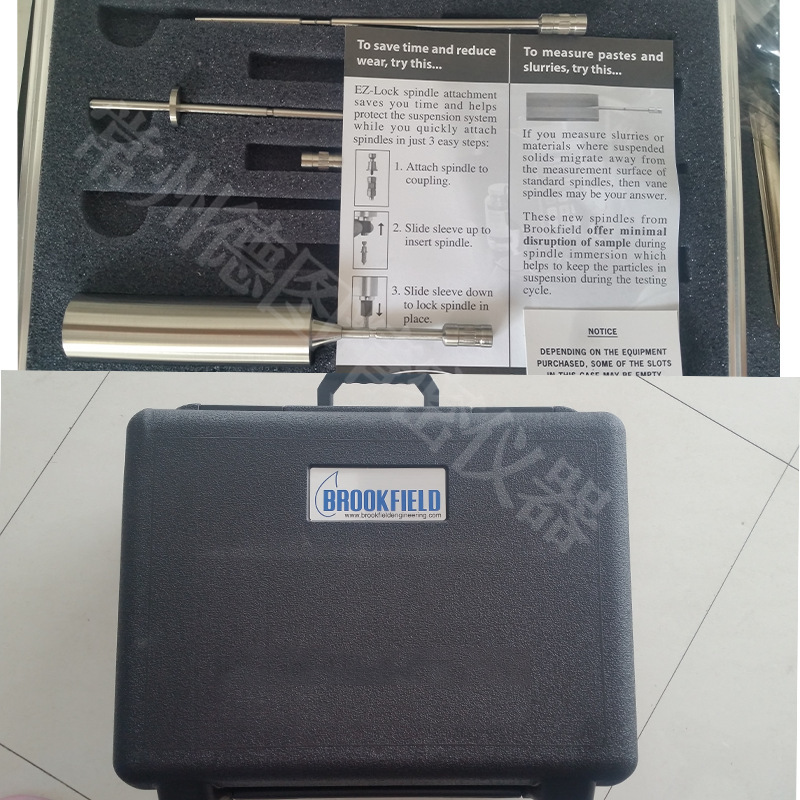 To save time and reduce
wear, try this...
EZ-Lock spindle attachment
saves you time and helps
protect the suspension system
while you quickly attach
spindles in just 3 easy steps:
1. Attach spindle to
coupling.
2. Slide sleeve up to
insert spindle.
3. Slide sleeve down
to lock spindle in
place.
To measure pastes and
slurries, try this...
If you measure slurries or
materials where suspended
solids migrate away from
the measurement surface of
standard spindles, then vane
spindles may be your answer.
These new spindles from
Brookfield offer minimal
disruption of sample during
spindle immersion which
helps to keep the particles in
suspension during the testing
cycle.
NOTICE
DEPENDING ON THE EQUIPMENT
PURCHASED, SOME OF THE SLOTS
IN THIS CASE MAY BE EMPTY
BROOKFIELD
www.brookfieldengineering.com